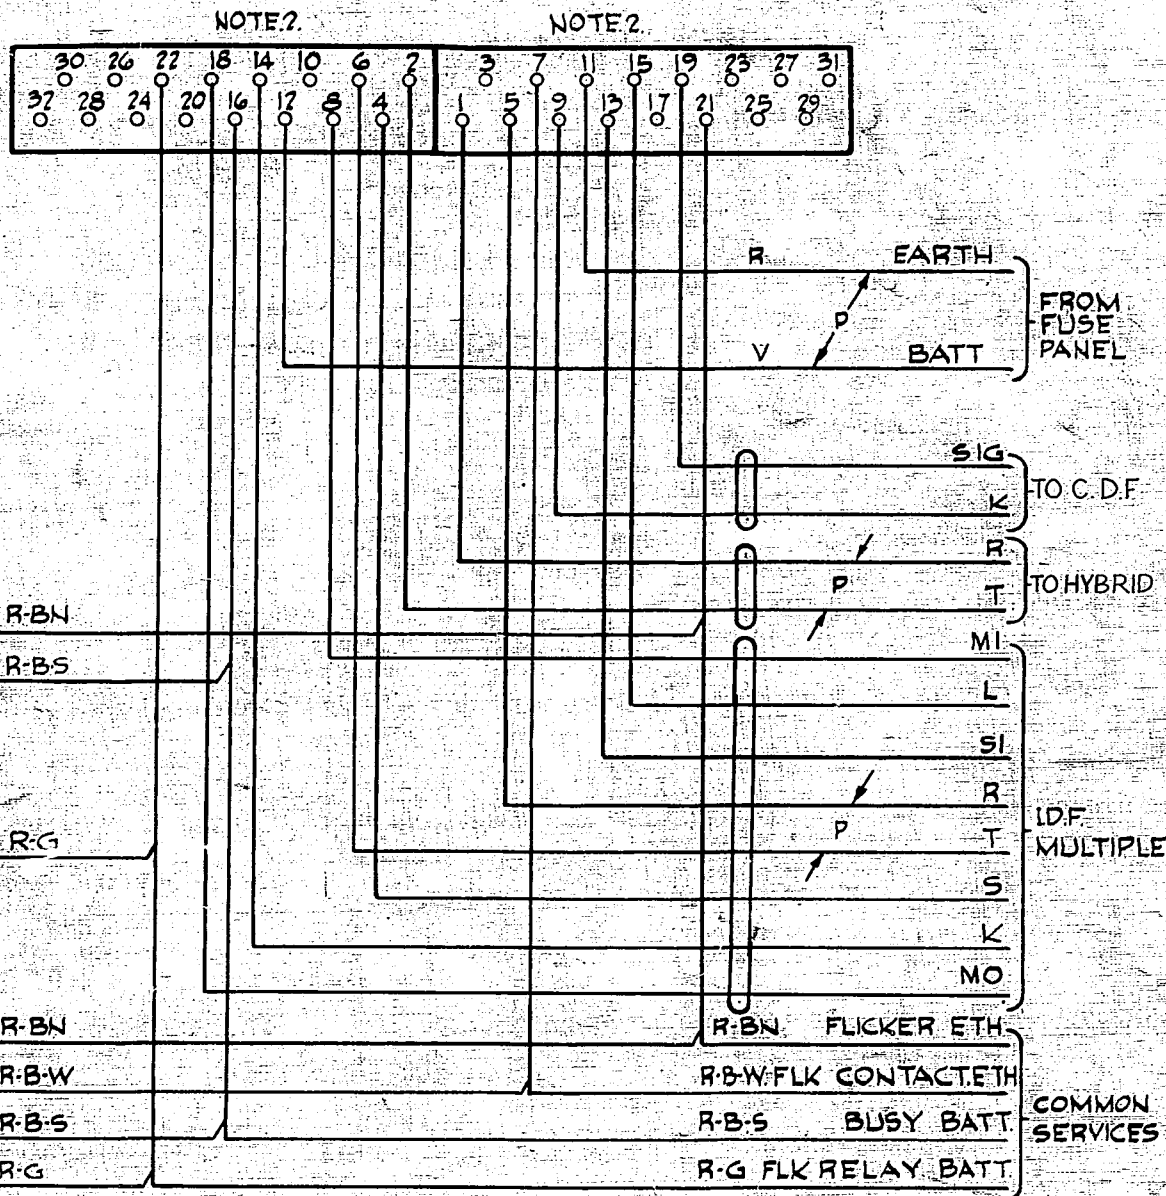 NOTE.2. NOTE.2.
30 26 22 18 14 10 6 2 3 7 11 15 19 23 27 31
32 28 24 20 16 12 8 4 1 5 9 13 17 21 25 29
R EARTH
P
V BATT
FROM
FUSE
PANEL
SIG
K
TO C.D.F
R
P
T
TO HYBRID
R-BN
R-B-S
R-G
MI
L
SI
R
P
T
S
K
MO
I.D.F.
MULTIPLE
R-BN R-BN FLICKER ETH
R-B-W R-B-W FLK CONTACT.ETH
R-B-S R-B-S BUSY BATT.
R-G R-G FLK RELAY BATT
COMMON
SERVICES